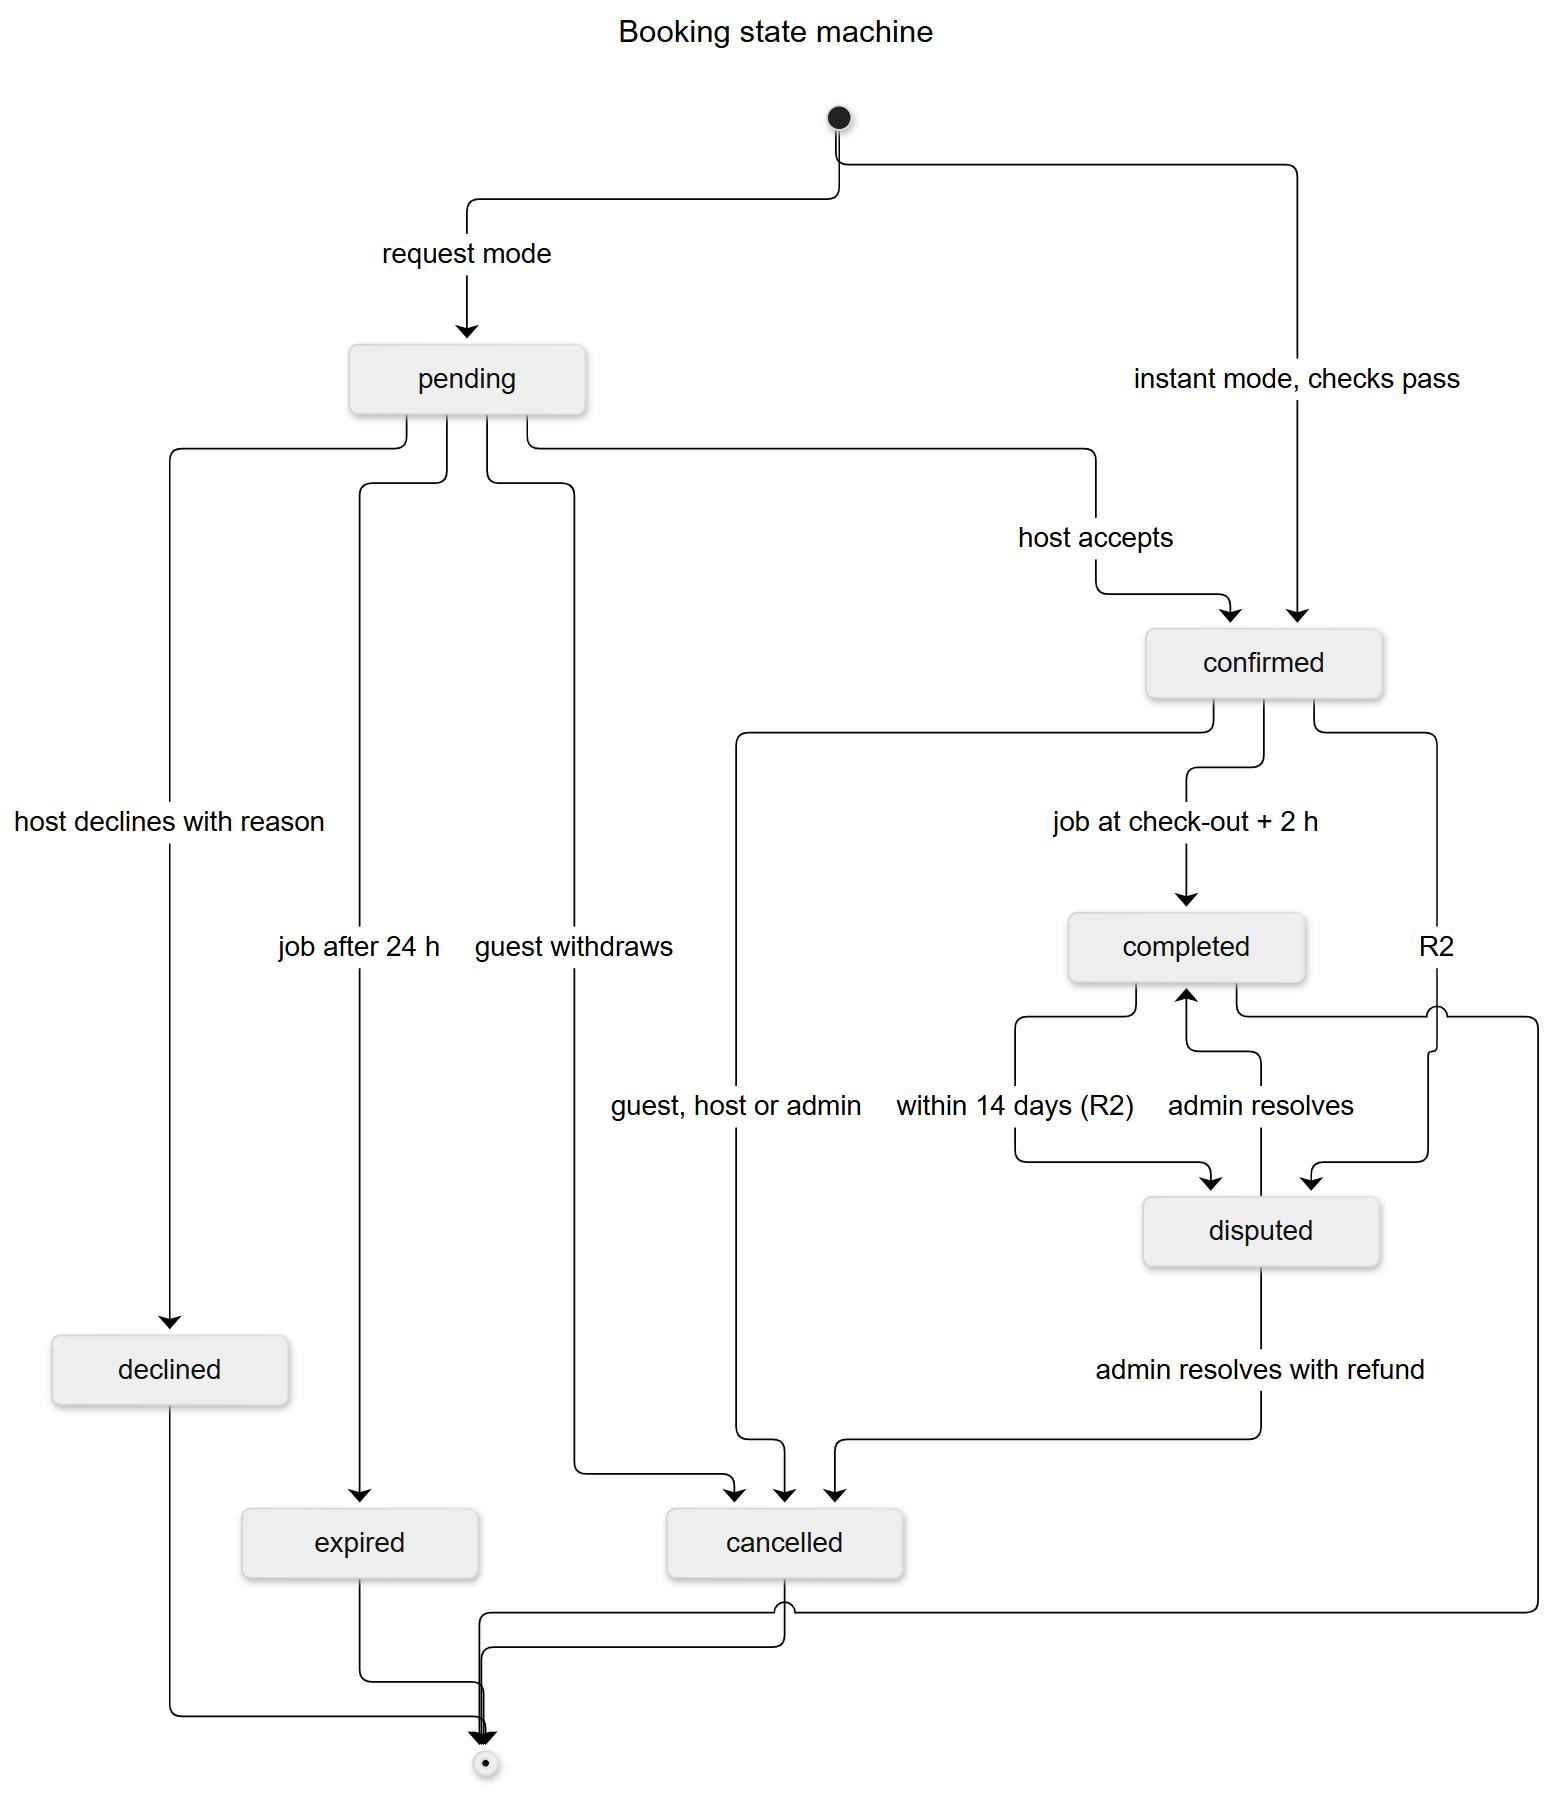 Booking state machine
request mode
pending
instant mode, checks pass
host accepts
confirmed
host declines with reason
job at check-out + 2 h
job after 24 h
guest withdraws
completed
R2
guest, host or admin
within 14 days (R2)
admin resolves
disputed
declined
admin resolves with refund
expired
cancelled